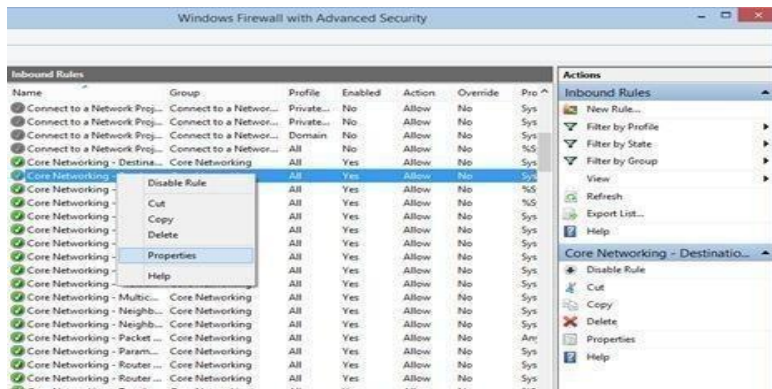 Windows Firewall with Advanced Security
Inbound Rules
Name Group Profile Enabled Action Override Pro
Connect to a Network Proj... Connect to a Networ... Private... No Allow No Sys
Connect to a Network Proj... Connect to a Networ... Private... No Allow No Sys
Connect to a Network Proj... Connect to a Networ... Domain No Allow No Sys
Connect to a Network Proj... Connect to a Networ... All No Allow No %S
Core Networking - Destina... Core Networking All Yes Allow No Sys
Core Networking - All Yes Allow No Sys
Core Networking - All Yes Allow No %S
Core Networking - All Yes Allow No %S
Core Networking - All Yes Allow No Sys
Core Networking - All Yes Allow No Sys
Core Networking - All Yes Allow No Sys
Core Networking - All Yes Allow No Sys
Core Networking - All Yes Allow No Sys
Core Networking - All Yes Allow No Sys
Core Networking - Core Networking All Yes Allow No Sys
Core Networking - Multic... Core Networking All Yes Allow No Sys
Core Networking - Neighb... Core Networking All Yes Allow No Sys
Core Networking - Neighb... Core Networking All Yes Allow No Sys
Core Networking - Packet ... Core Networking All Yes Allow No Any
Core Networking - Param... Core Networking All Yes Allow No Sys
Core Networking - Router ... Core Networking All Yes Allow No Sys
Core Networking - Router ... Core Networking All Yes Allow No Sys
Disable Rule
Cut
Copy
Delete
Properties
Help
Actions
Inbound Rules
New Rule...
Filter by Profile
Filter by State
Filter by Group
View
Refresh
Export List...
Help
Core Networking - Destinatio...
Disable Rule
Cut
Copy
Delete
Properties
Help